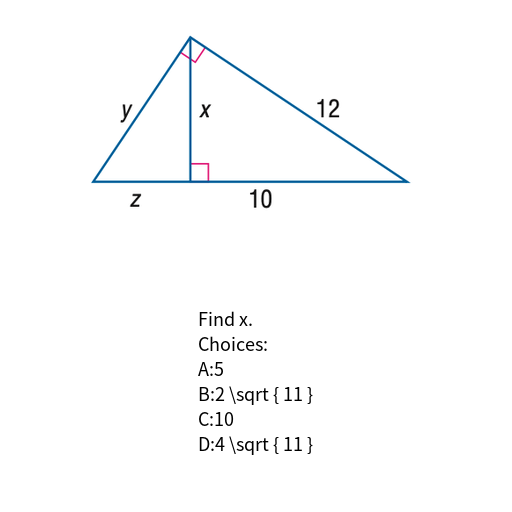 y
x
12
z
10
Find x.
Choices:
A:5
B:2 \sqrt { 11 }
C:10
D:4 \sqrt { 11 }